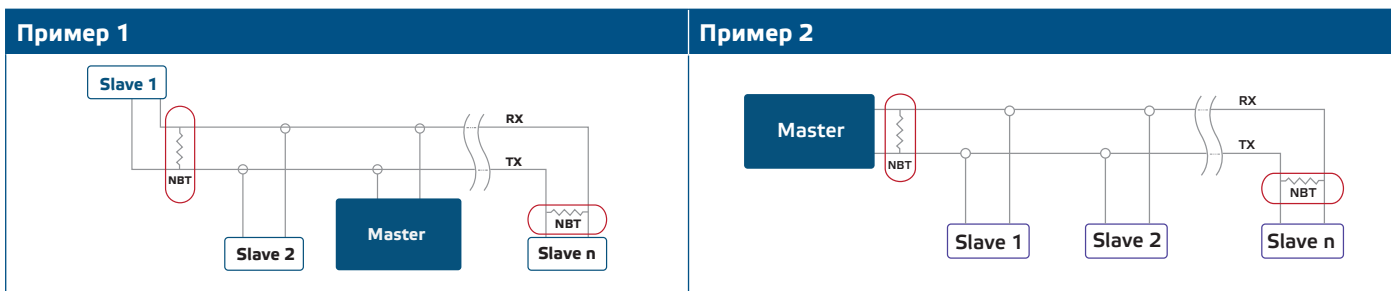 Пример 1
Slave 1
RX
NBT
TX
NBT
Slave 2
Master
Slave n
Пример 2
Master
RX
NBT
TX
NBT
Slave 1
Slave 2
Slave n